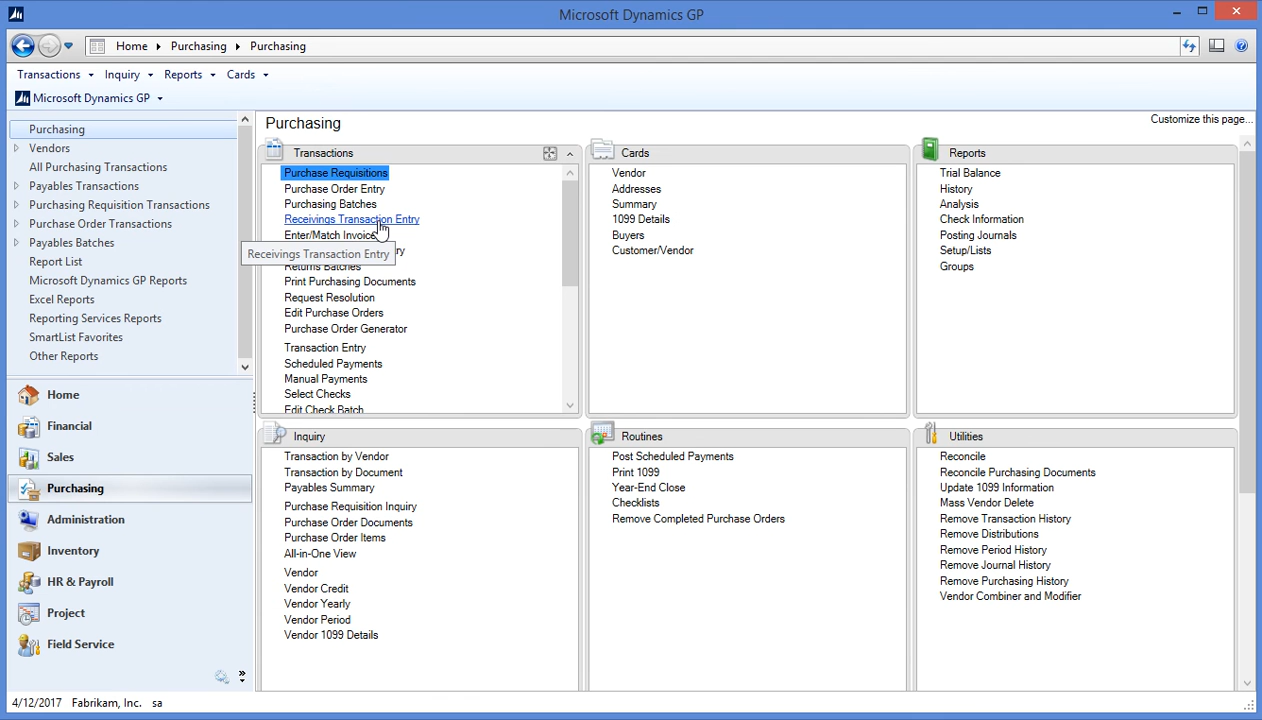 Microsoft Dynamics GP
Home Purchasing Purchasing
Transactions Inquiry Reports Cards
Microsoft Dynamics GP
Purchasing
Vendors
All Purchasing Transactions
Payables Transactions
Purchasing Requisition Transactions
Purchase Order Transactions
Payables Batches
Report List
Microsoft Dynamics GP Reports
Excel Reports
Reporting Services Reports
SmartList Favorites
Other Reports
Home
Financial
Sales
Purchasing
Administration
Inventory
HR & Payroll
Project
Field Service
Purchasing
Customize this page...
Transactions
Purchase Requisitions
Purchase Order Entry
Purchasing Batches
Receivings Transaction Entry
Enter/Match Invoices
Receivings Transaction Entry
Returns Batches
Print Purchasing Documents
Request Resolution
Edit Purchase Orders
Purchase Order Generator
Transaction Entry
Scheduled Payments
Manual Payments
Select Checks
Edit Check Batch
Cards
Vendor
Addresses
Summary
1099 Details
Buyers
Customer/Vendor
Reports
Trial Balance
History
Analysis
Check Information
Posting Journals
Setup/Lists
Groups
Inquiry
Transaction by Vendor
Transaction by Document
Payables Summary
Purchase Requisition Inquiry
Purchase Order Documents
Purchase Order Items
All-in-One View
Vendor
Vendor Credit
Vendor Yearly
Vendor Period
Vendor 1099 Details
Routines
Post Scheduled Payments
Print 1099
Year-End Close
Checklists
Remove Completed Purchase Orders
Utilities
Reconcile
Reconcile Purchasing Documents
Update 1099 Information
Mass Vendor Delete
Remove Transaction History
Remove Distributions
Remove Period History
Remove Journal History
Remove Purchasing History
Vendor Combiner and Modifier
4/12/2017 Fabrikam, Inc. sa